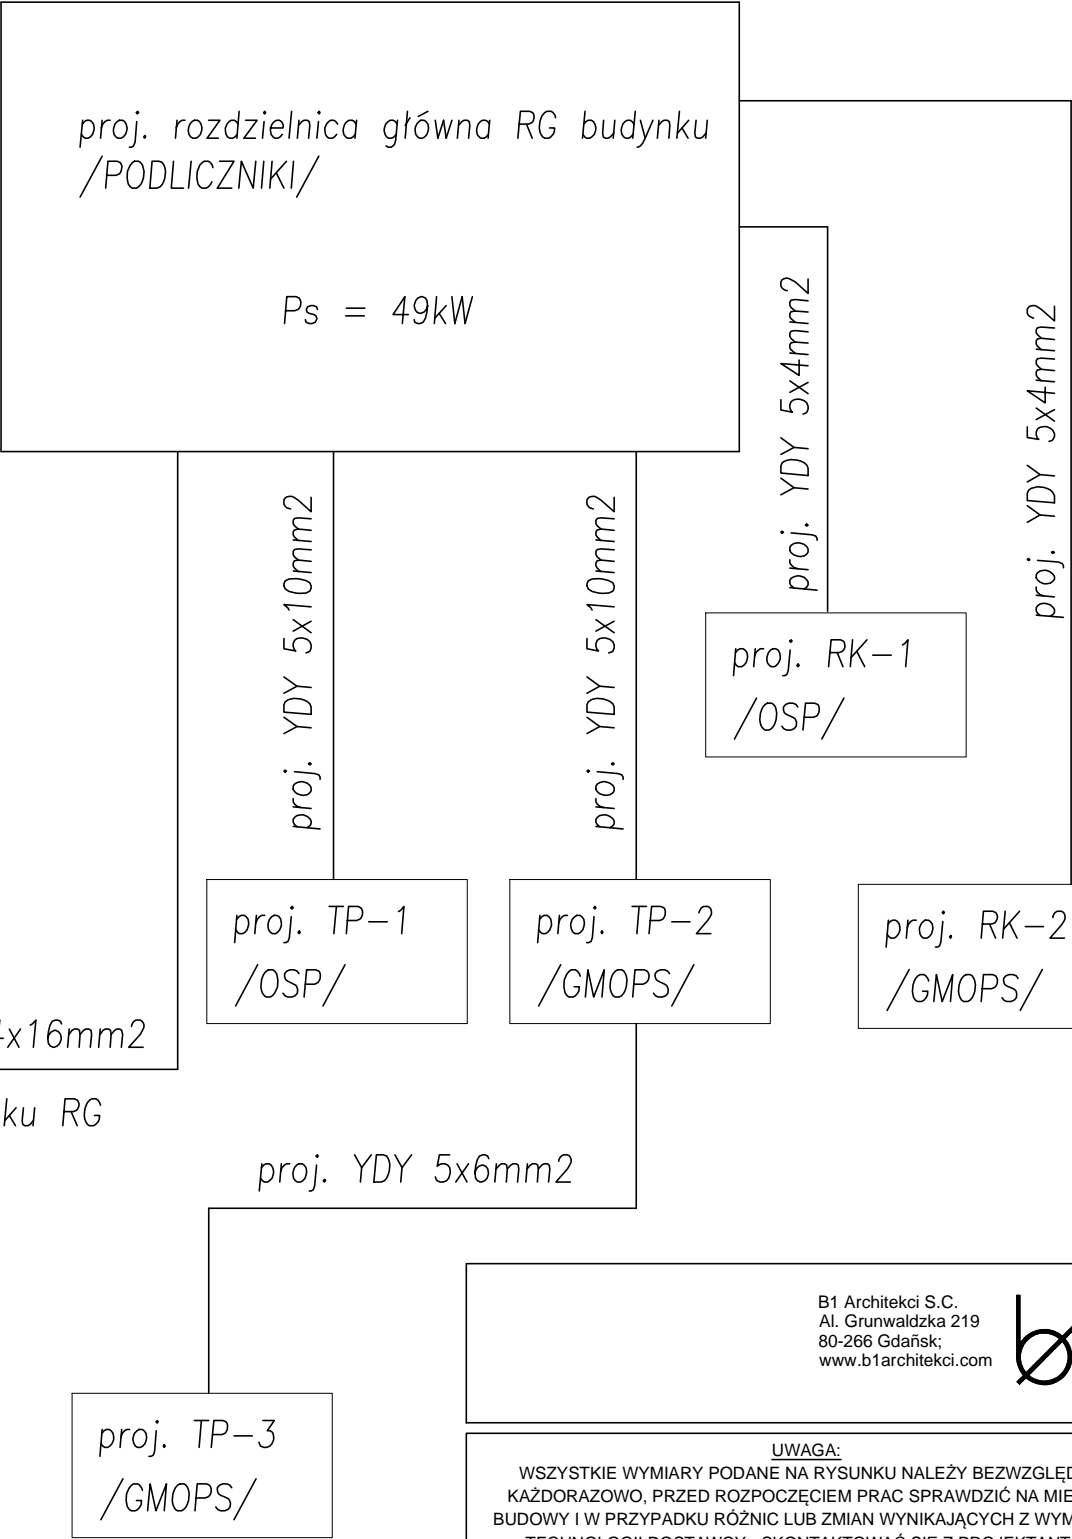 proj. rozdzielnica główna RG budynku
/PODLICZNIKI/
Ps = 49kW
proj. YDY 5x10mm2
proj. YDY 5x10mm2
proj. YDY 5x4mm2
proj. YDY 5x4mm2
proj. RK-1
/OSP/
proj. TP-1
/OSP/
proj. TP-2
/GMOPS/
proj. RK-2
/GMOPS/
4x16mm2
ku RG
proj. YDY 5x6mm2
proj. TP-3
/GMOPS/
B1 Architekci S.C.
Al. Grunwaldzka 219
80-266 Gdańsk;
www.b1architekci.com
UWAGA:
WSZYSTKIE WYMIARY PODANE NA RYSUNKU NALEŻY BEZWZGLĘD
KAŻDORAZOWO, PRZED ROZPOCZĘCIEM PRAC SPRAWDZIĆ NA MIE
BUDOWY I W PRZYPADKU RÓŻNIC LUB ZMIAN WYNIKAJĄCYCH Z WYM